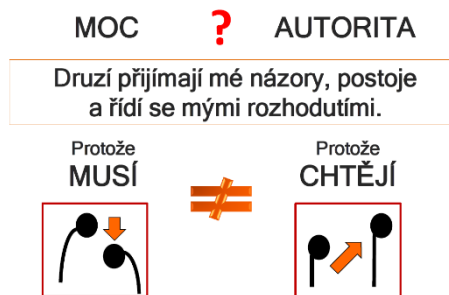 MOC ? AUTORITA
Druzí přijímají mé názory, postoje
a řídí se mými rozhodutími.
Protože Protože
MUSÍ ≠ CHTĚJÍ